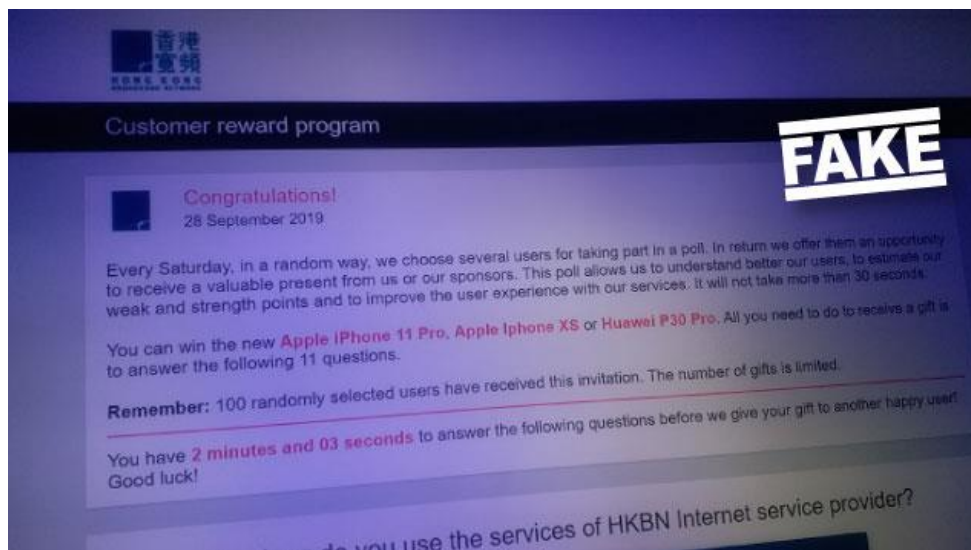 香港
寬頻
HONG KONG
BROADBAND NETWORK
Customer reward program
FAKE
Congratulations!
28 September 2019
Every Saturday, in a random way, we choose several users for taking part in a poll. In return we offer them an opportunity
to receive a valuable present from us or our sponsors. This poll allows us to understand better our users, to estimate our
weak and strength points and to improve the user experience with our services. It will not take more than 30 seconds.
You can win the new Apple iPhone 11 Pro, Apple Iphone XS or Huawei P30 Pro. All you need to do to receive a gift is
to answer the following 11 questions.
Remember: 100 randomly selected users have received this invitation. The number of gifts is limited.
You have 2 minutes and 03 seconds to answer the following questions before we give your gift to another happy user!
Good luck!
do you use the services of HKBN Internet service provider?